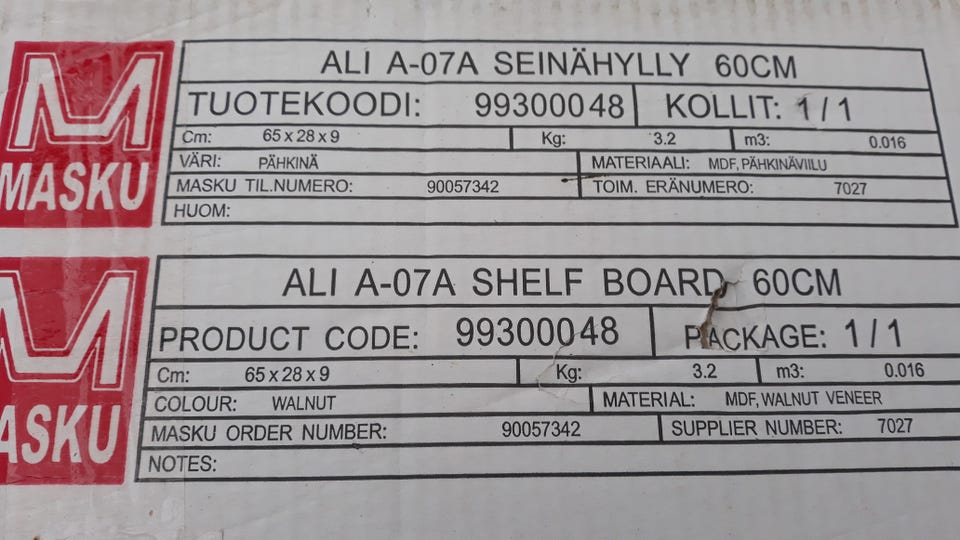 M
MASKU
ALI A-07A SEINÄHYLLY 60CM
TUOTEKOODI: 99300048 KOLLIT: 1 / 1
Cm: 65 x 28 x 9 Kg: 3.2 m3: 0.016
VÄRI: PÄHKINÄ MATERIAALI: MDF, PÄHKINÄVIILU
MASKU TIL.NUMERO: 90057342 TOIM. ERÄNUMERO: 7027
HUOM:
M
MASKU
ALI A-07A SHELF BOARD 60CM
PRODUCT CODE: 99300048 PACKAGE: 1 / 1
Cm: 65 x 28 x 9 Kg: 3.2 m3: 0.016
COLOUR: WALNUT MATERIAL: MDF, WALNUT VENEER
MASKU ORDER NUMBER: 90057342 SUPPLIER NUMBER: 7027
NOTES: